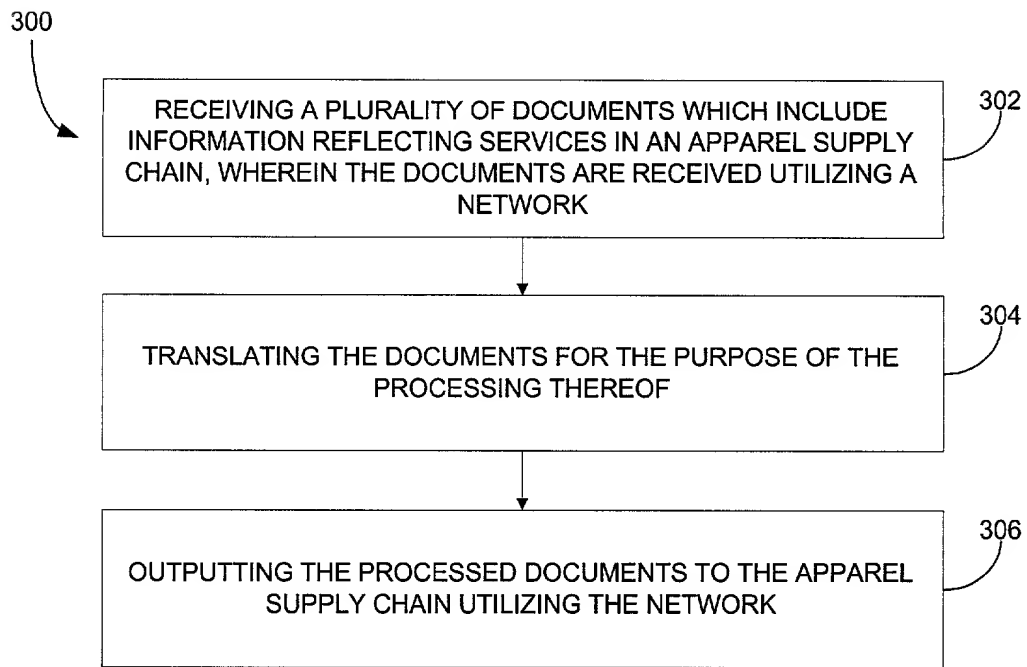 300
RECEIVING A PLURALITY OF DOCUMENTS WHICH INCLUDE
INFORMATION REFLECTING SERVICES IN AN APPAREL SUPPLY
CHAIN, WHEREIN THE DOCUMENTS ARE RECEIVED UTILIZING A
NETWORK
302
TRANSLATING THE DOCUMENTS FOR THE PURPOSE OF THE
PROCESSING THEREOF
304
OUTPUTTING THE PROCESSED DOCUMENTS TO THE APPAREL
SUPPLY CHAIN UTILIZING THE NETWORK
306